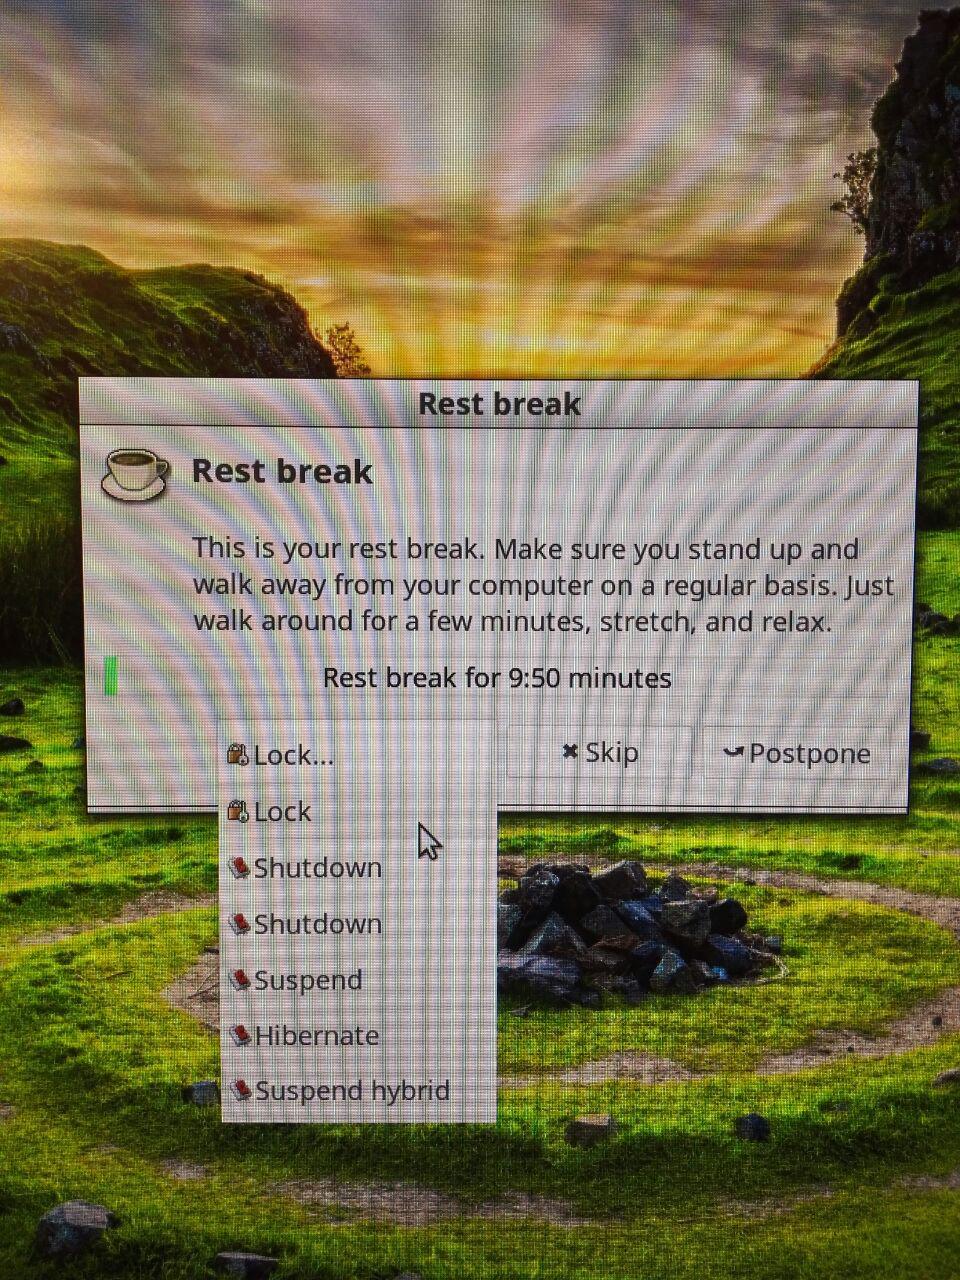 Rest break
Rest break
This is your rest break. Make sure you stand up and
walk away from your computer on a regular basis. Just
walk around for a few minutes, stretch, and relax.
Rest break for 9:50 minutes
Lock...
Skip
Postpone
Lock
Shutdown
Shutdown
Suspend
Hibernate
Suspend hybrid